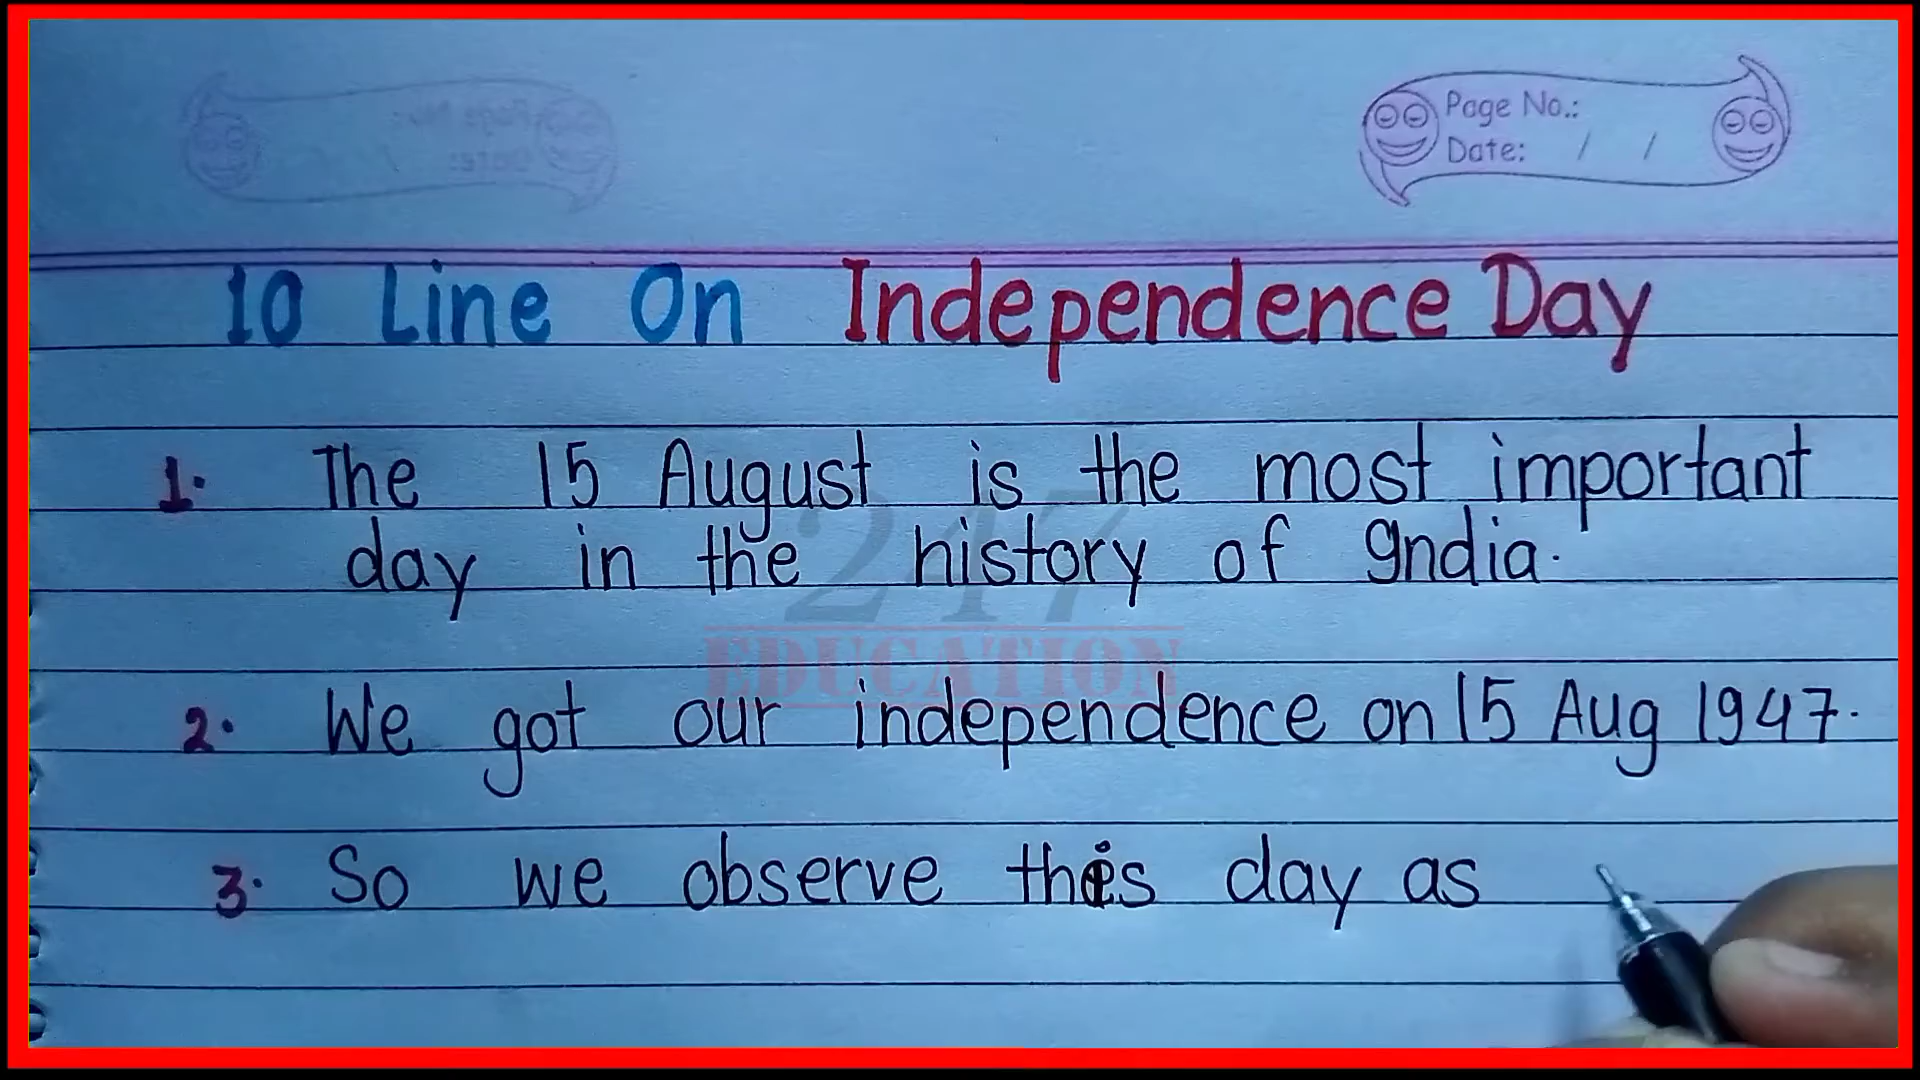 Page No.:
Date: / /
10 Line On Independence Day
1. The 15 August is the most important
day in the history of India.
247
EDUCATION
2. We got our independence on 15 Aug 1947.
3. So we observe this day as